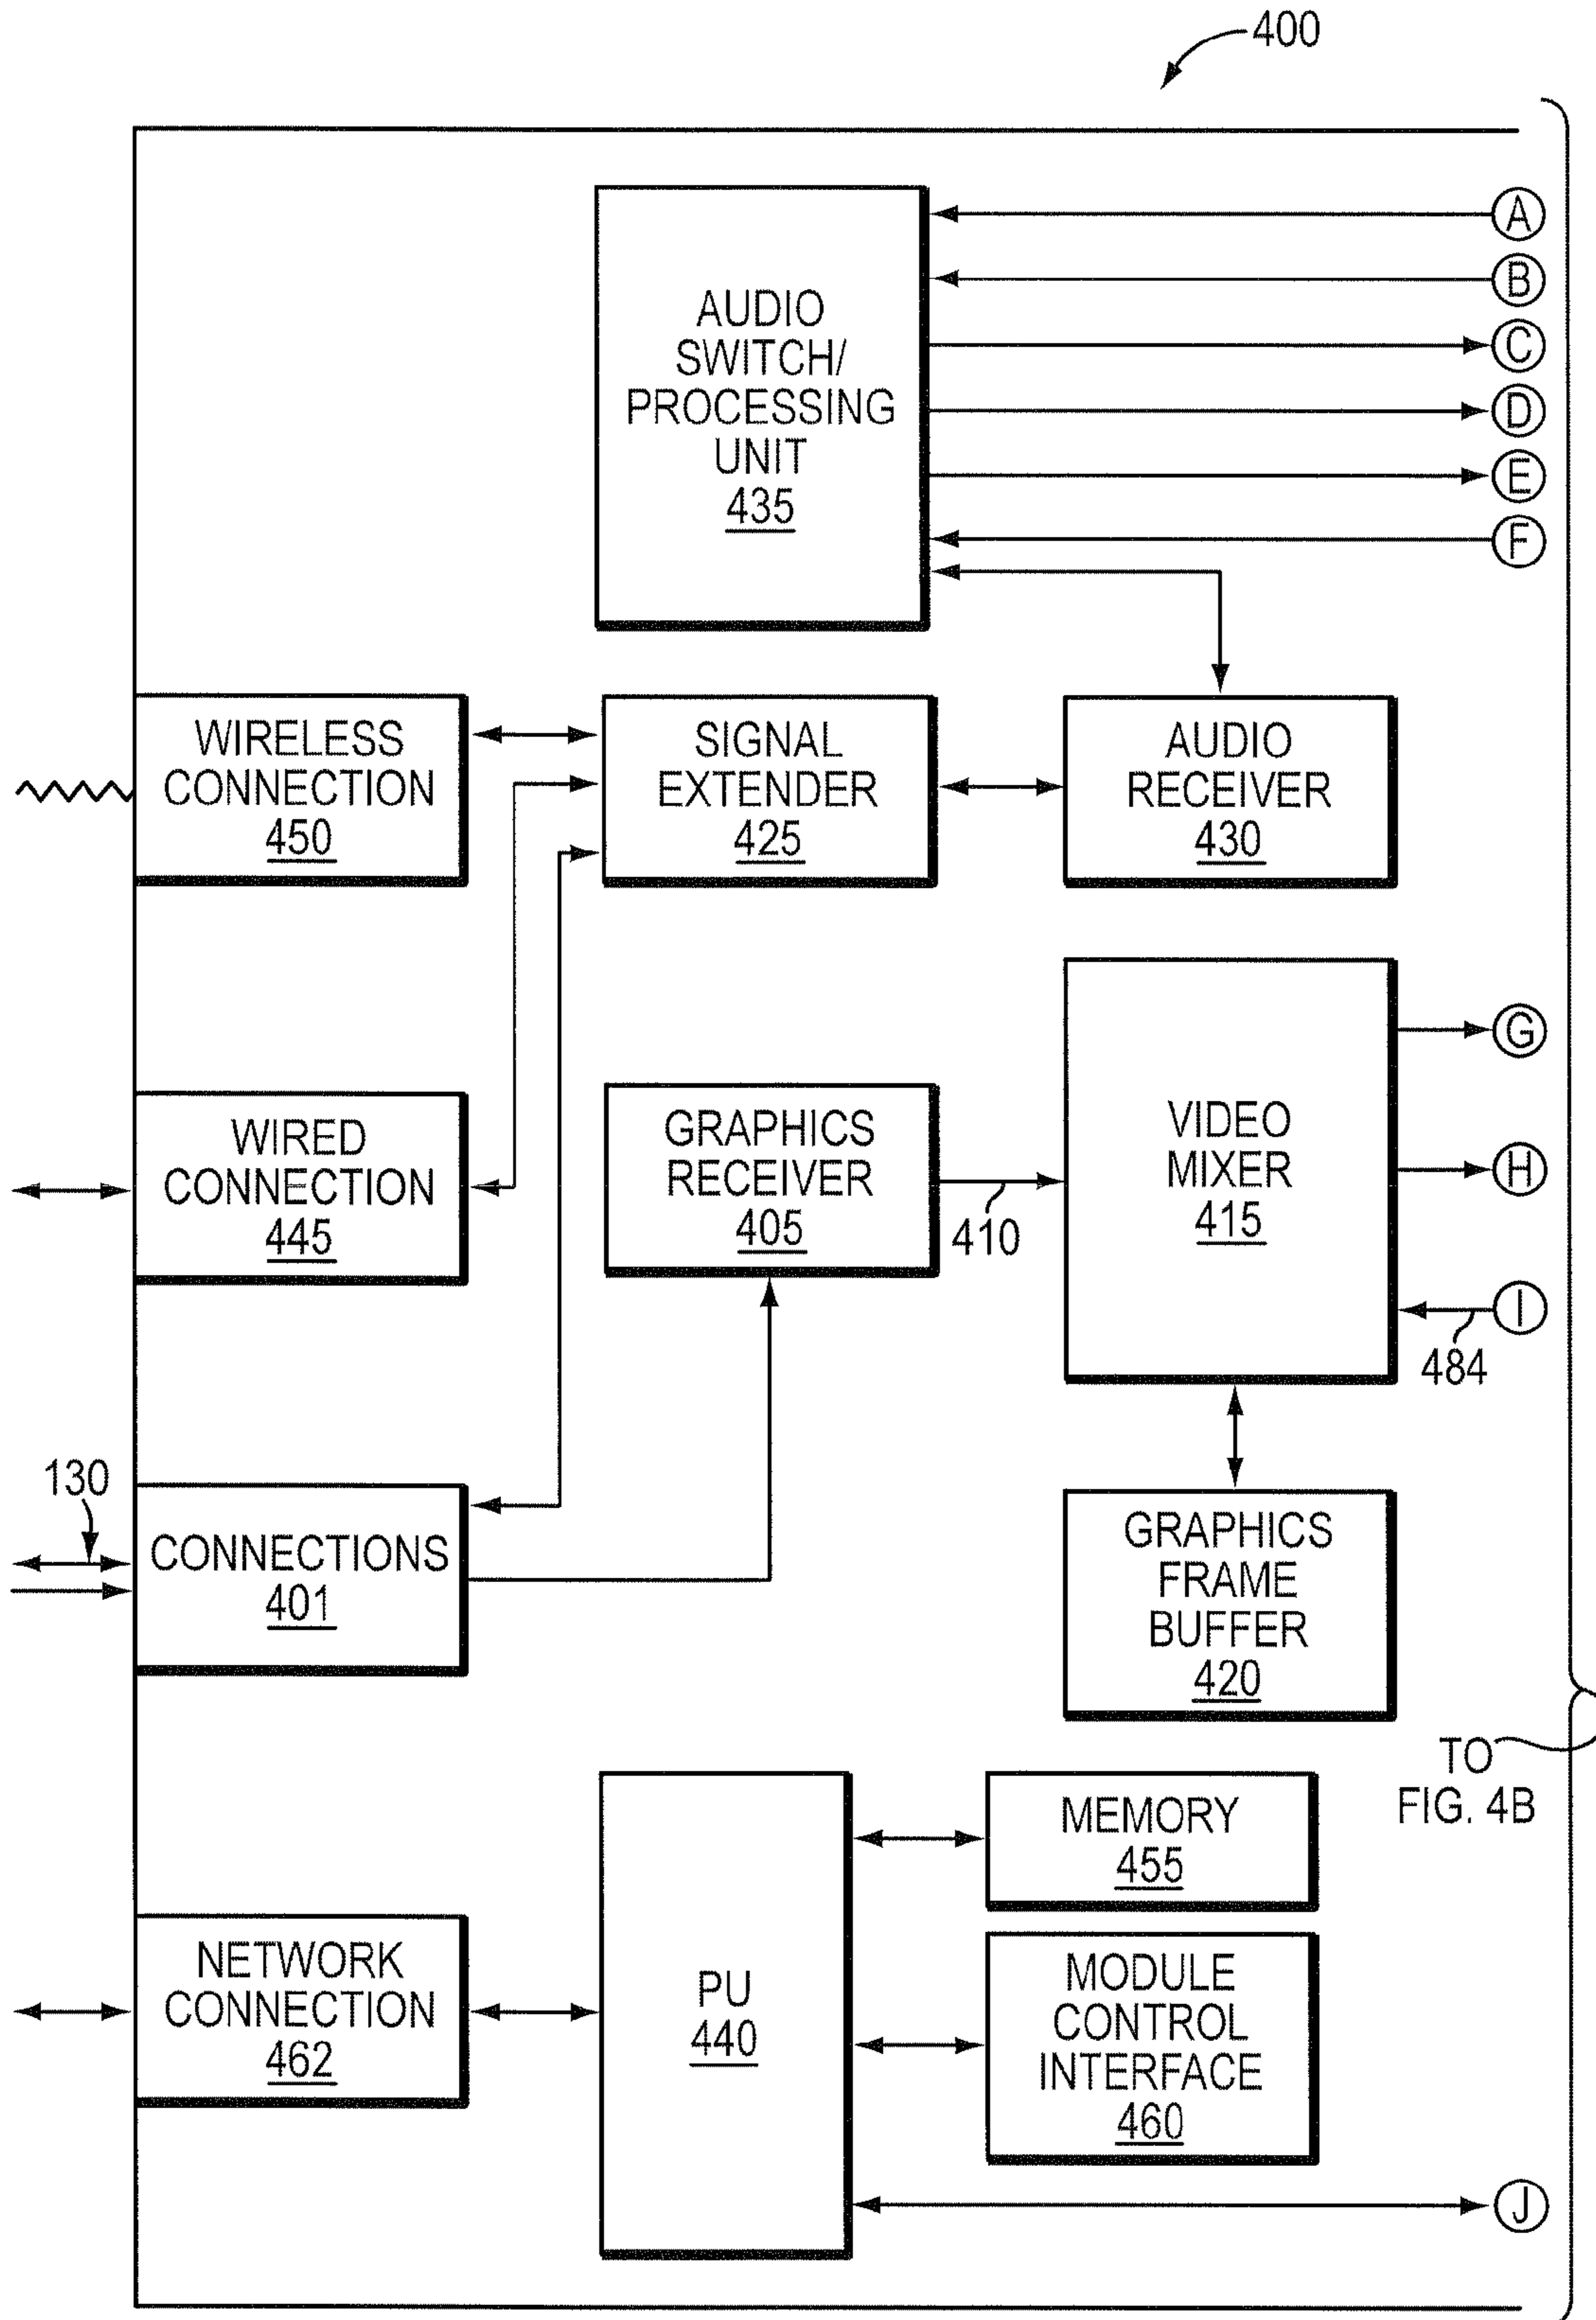 400
AUDIO
SWITCH/
PROCESSING
UNIT
435
A
B
C
D
E
F
WIRELESS
CONNECTION
450
SIGNAL
EXTENDER
425
AUDIO
RECEIVER
430
WIRED
CONNECTION
445
GRAPHICS
RECEIVER
405
410
VIDEO
MIXER
415
G
H
I
484
130
CONNECTIONS
401
GRAPHICS
FRAME
BUFFER
420
TO
FIG. 4B
NETWORK
CONNECTION
462
PU
440
MEMORY
455
MODULE
CONTROL
INTERFACE
460
J